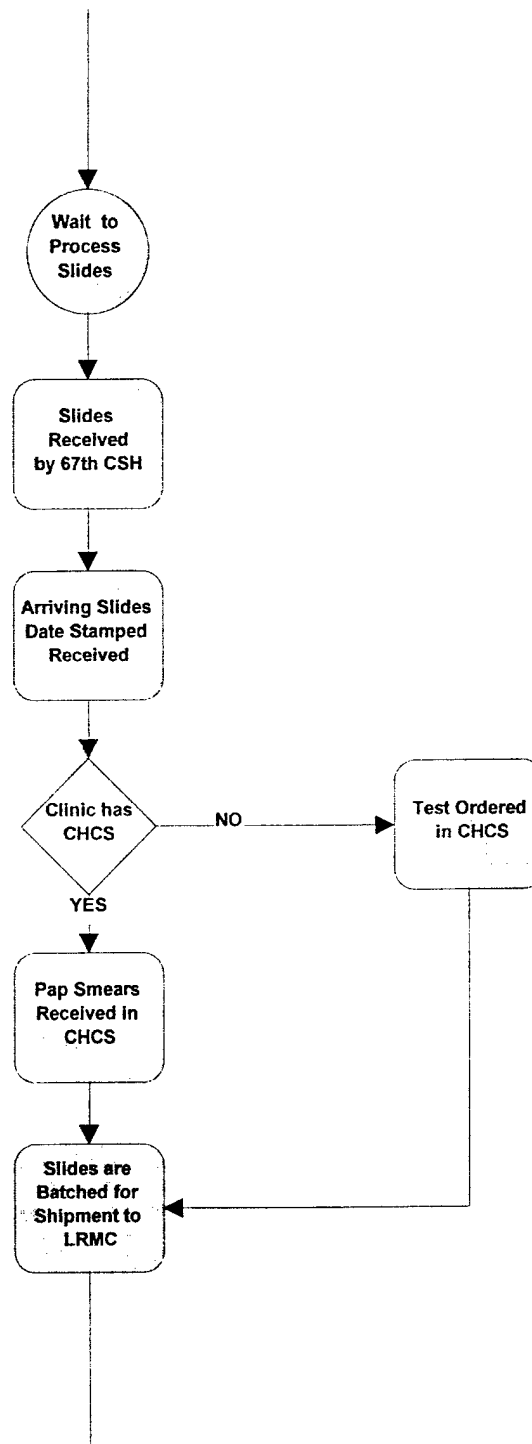 Wait to
Process
Slides
Slides
Received
by 67th CSH
Arriving Slides
Date Stamped
Received
Clinic has
CHCS
NO
Test Ordered
in CHCS
YES
Pap Smears
Received in
CHCS
Slides are
Batched for
Shipment to
LRMC